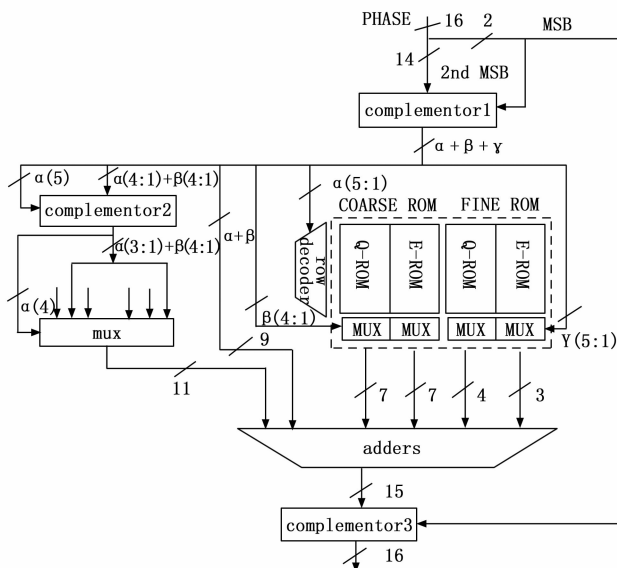 PHASE 16 2 MSB
14 2nd MSB
complementor1
α + β + γ
α(5) α(4:1)+β(4:1) α(5:1)
complementor2 α+β COARSE ROM FINE ROM
α(3:1)+β(4:1) row decoder Q-ROM E-ROM Q-ROM E-ROM
α(4) β(4:1)
mux MUX MUX MUX MUX
9 γ(5:1)
11 7 7 4 3
adders
15
complementor3
16